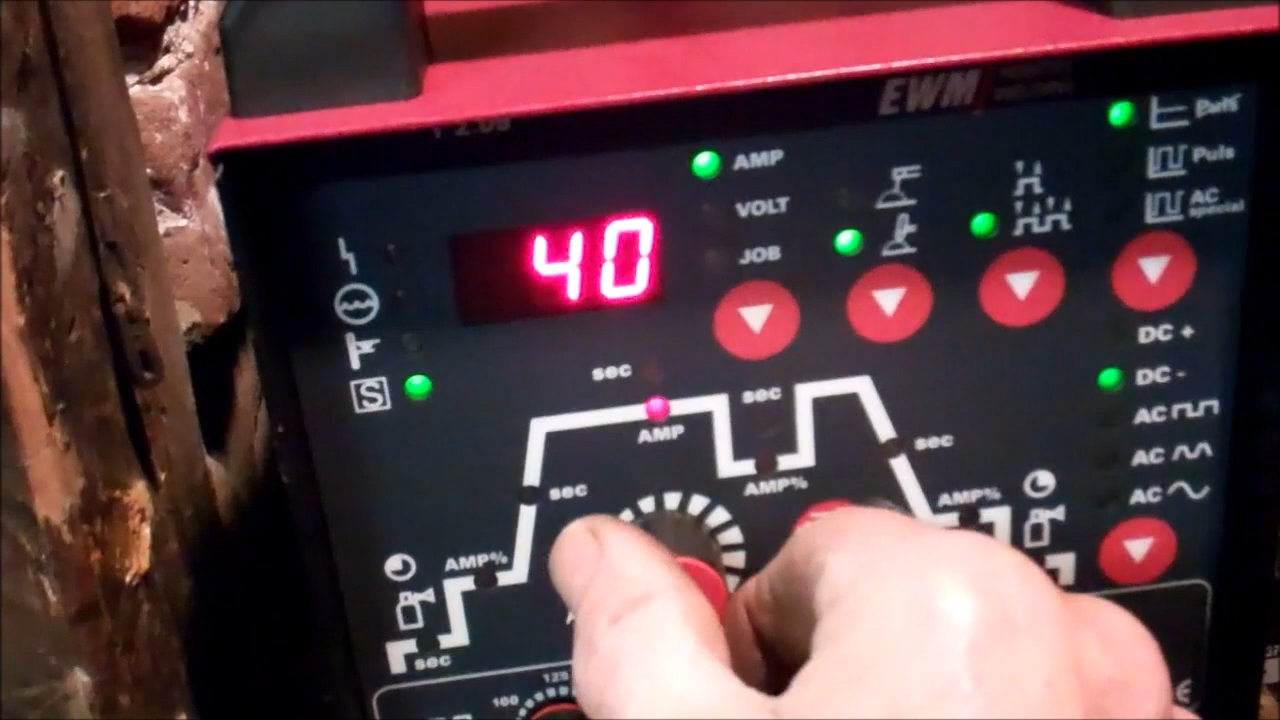 EWM
AMP
VOLT
JOB
40
Puls
AC
special
DC +
DC -
AC
AC
AC
sec
AMP
sec
AMP%
sec
sec
AMP%
AMP%
sec
S
100
125